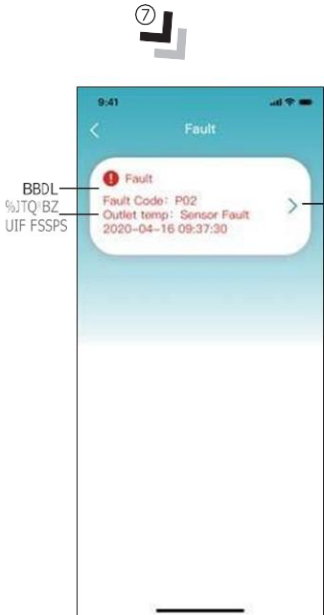 ⑦
9:41
Fault
Fault
Fault Code: P02
Outlet temp: Sensor Fault
2020-04-16 09:37:30
BBDL
%JTQ BZ
UIF FSSPS